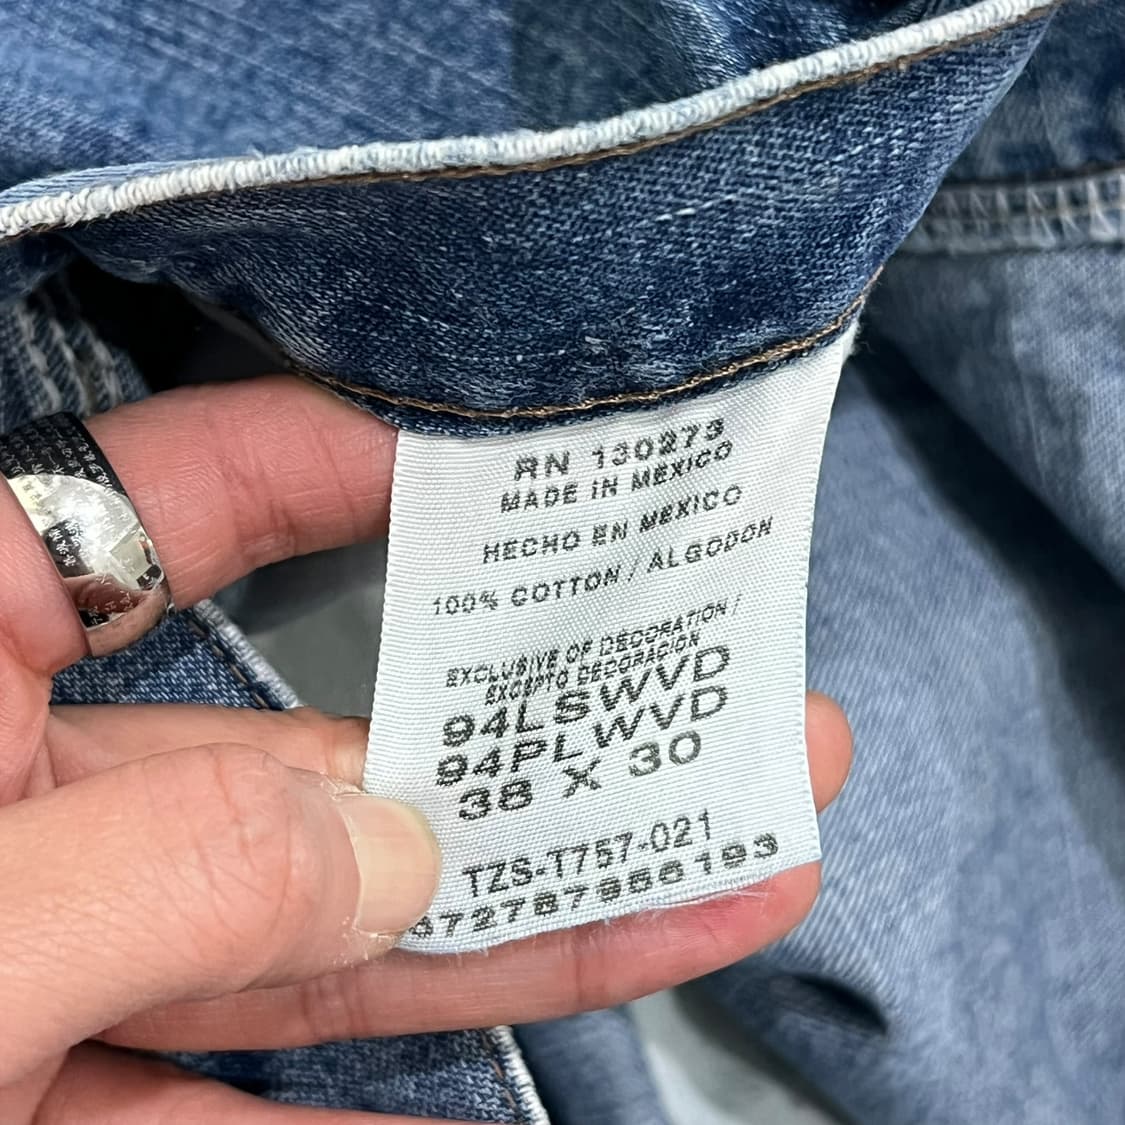 RN 130273
MADE IN MEXICO
HECHO EN MEXICO
100% COTTON / ALGODON
EXCLUSIVE OF DECORATION /
EXCEPTO DECORACION
94LSWVD
94PLWVD
38 X 30
TZS-T757-021